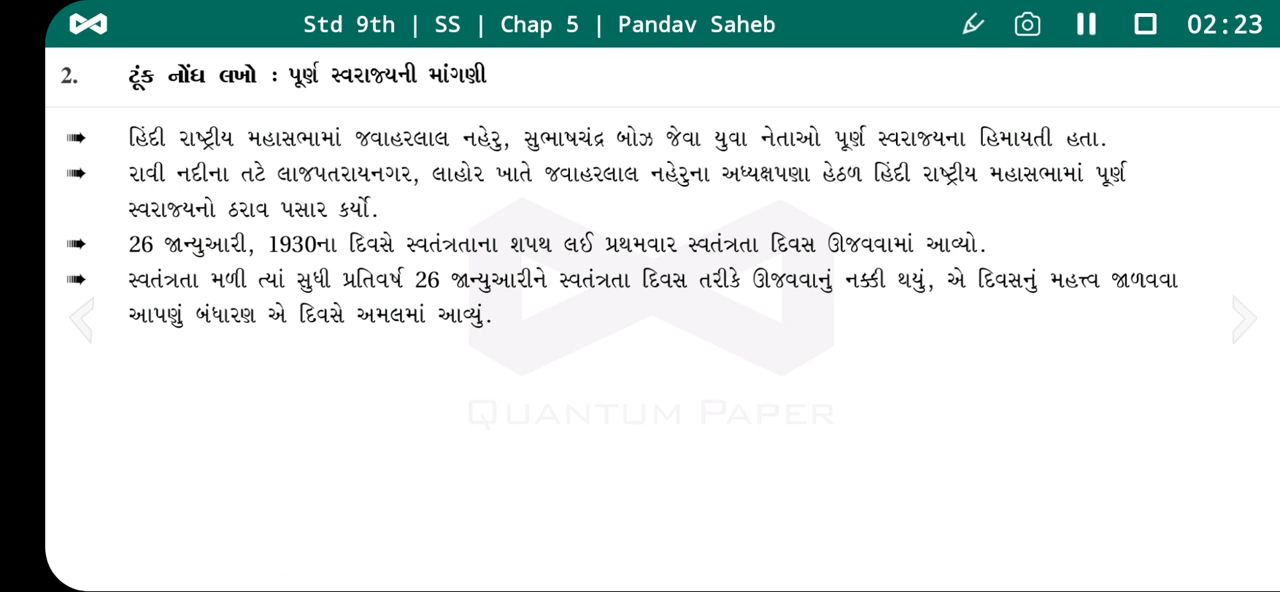 Std 9th | SS | Chap 5 | Pandav Saheb
02:23
2. ટૂંક નોંધ લખો : પૂર્ણ સ્વરાજ્યની માંગણી
➠ હિંદી રાષ્ટ્રીય મહાસભામાં જવાહરલાલ નહેરુ, સુભાષચંદ્ર બોઝ જેવા યુવા નેતાઓ પૂર્ણ સ્વરાજ્યના હિમાયતી હતા.
➠ રાવી નદીના તટે લાજપતરાયનગર, લાહોર ખાતે જવાહરલાલ નહેરુના અધ્યક્ષપણા હેઠળ હિંદી રાષ્ટ્રીય મહાસભામાં પૂર્ણ
સ્વરાજ્યનો ઠરાવ પસાર કર્યો.
➠ 26 જાન્યુઆરી, 1930ના દિવસે સ્વતંત્રતાના શપથ લઈ પ્રથમવાર સ્વતંત્રતા દિવસ ઊજવવામાં આવ્યો.
➠ સ્વતંત્રતા મળી ત્યાં સુધી પ્રતિવર્ષ 26 જાન્યુઆરીને સ્વતંત્રતા દિવસ તરીકે ઊજવવાનું નક્કી થયું, એ દિવસનું મહત્ત્વ જાળવવા
આપણું બંધારણ એ દિવસે અમલમાં આવ્યું.
QUANTUM PAPER